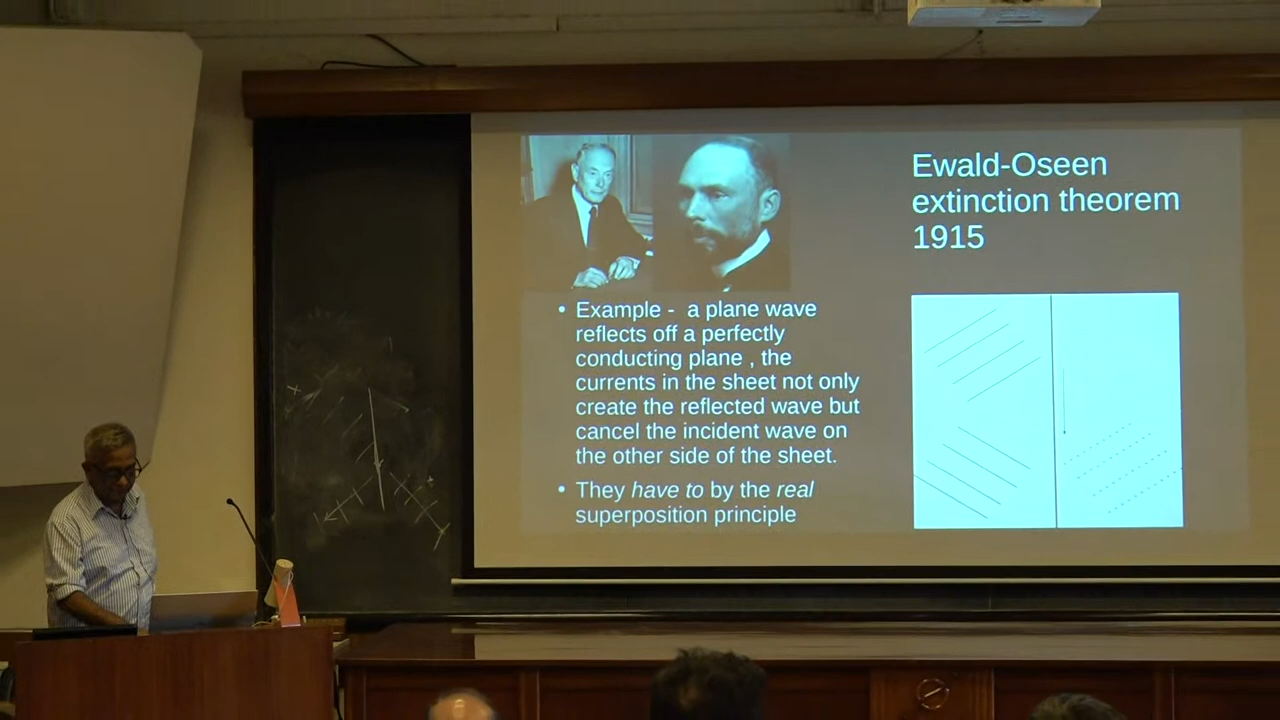 Ewald-Oseen
extinction theorem
1915
• Example - a plane wave
reflects off a perfectly
conducting plane , the
currents in the sheet not only
create the reflected wave but
cancel the incident wave on
the other side of the sheet.
• They have to by the real
superposition principle